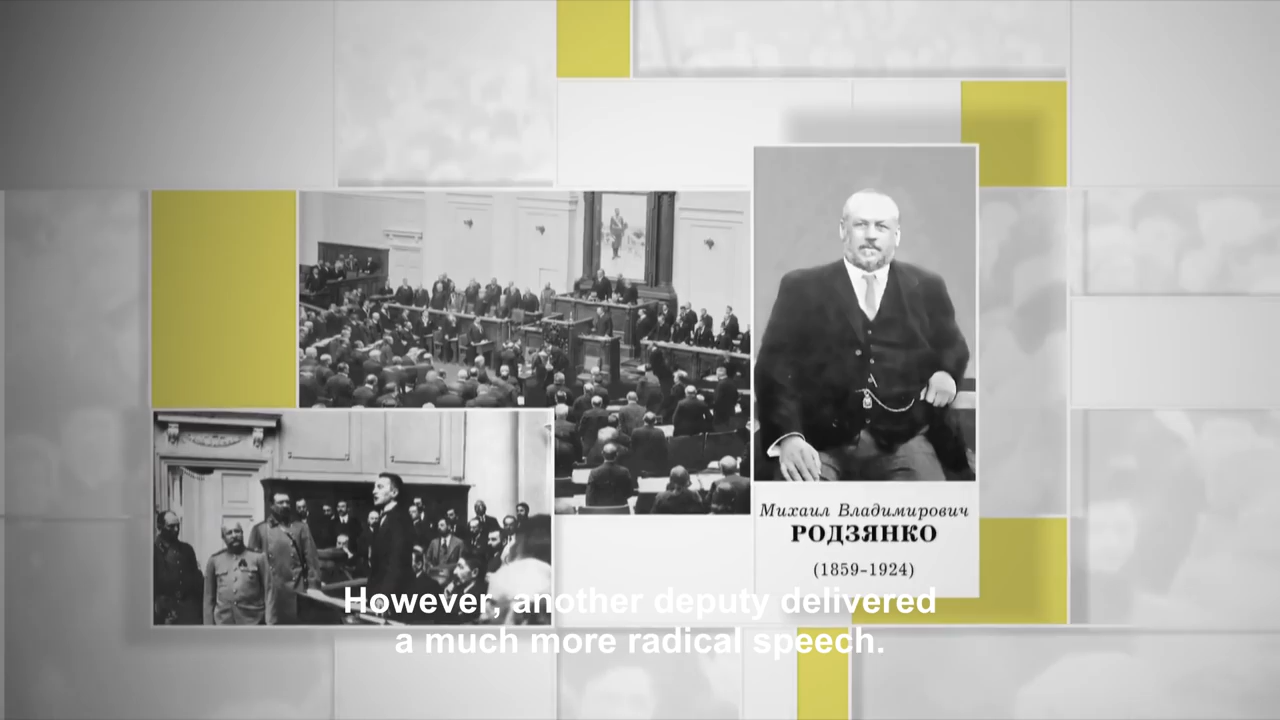 Михаил Владимирович
РОДЗЯНКО
(1859–1924)
However, another deputy delivered
a much more radical speech.